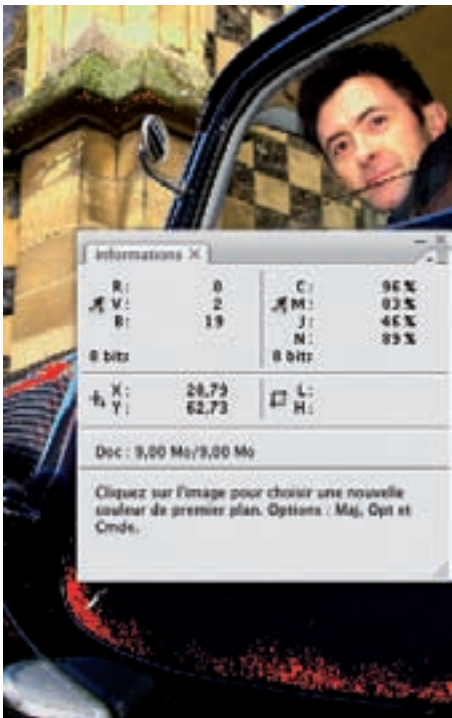 Informations
R: 0
V: 2
B: 19
8 bits
C: 96 %
M: 83 %
J: 46 %
N: 89 %
8 bits
X: 28,79
Y: 62,73
L:
H:
Doc : 9,00 Mo/9,00 Mo
Cliquez sur l'image pour choisir une nouvelle
couleur de premier plan. Options : Maj, Opt et
Cmde.